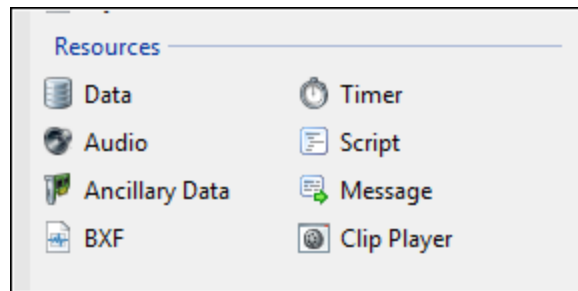 Resources
Data
Timer
Audio
Script
Ancillary Data
Message
BXF
Clip Player